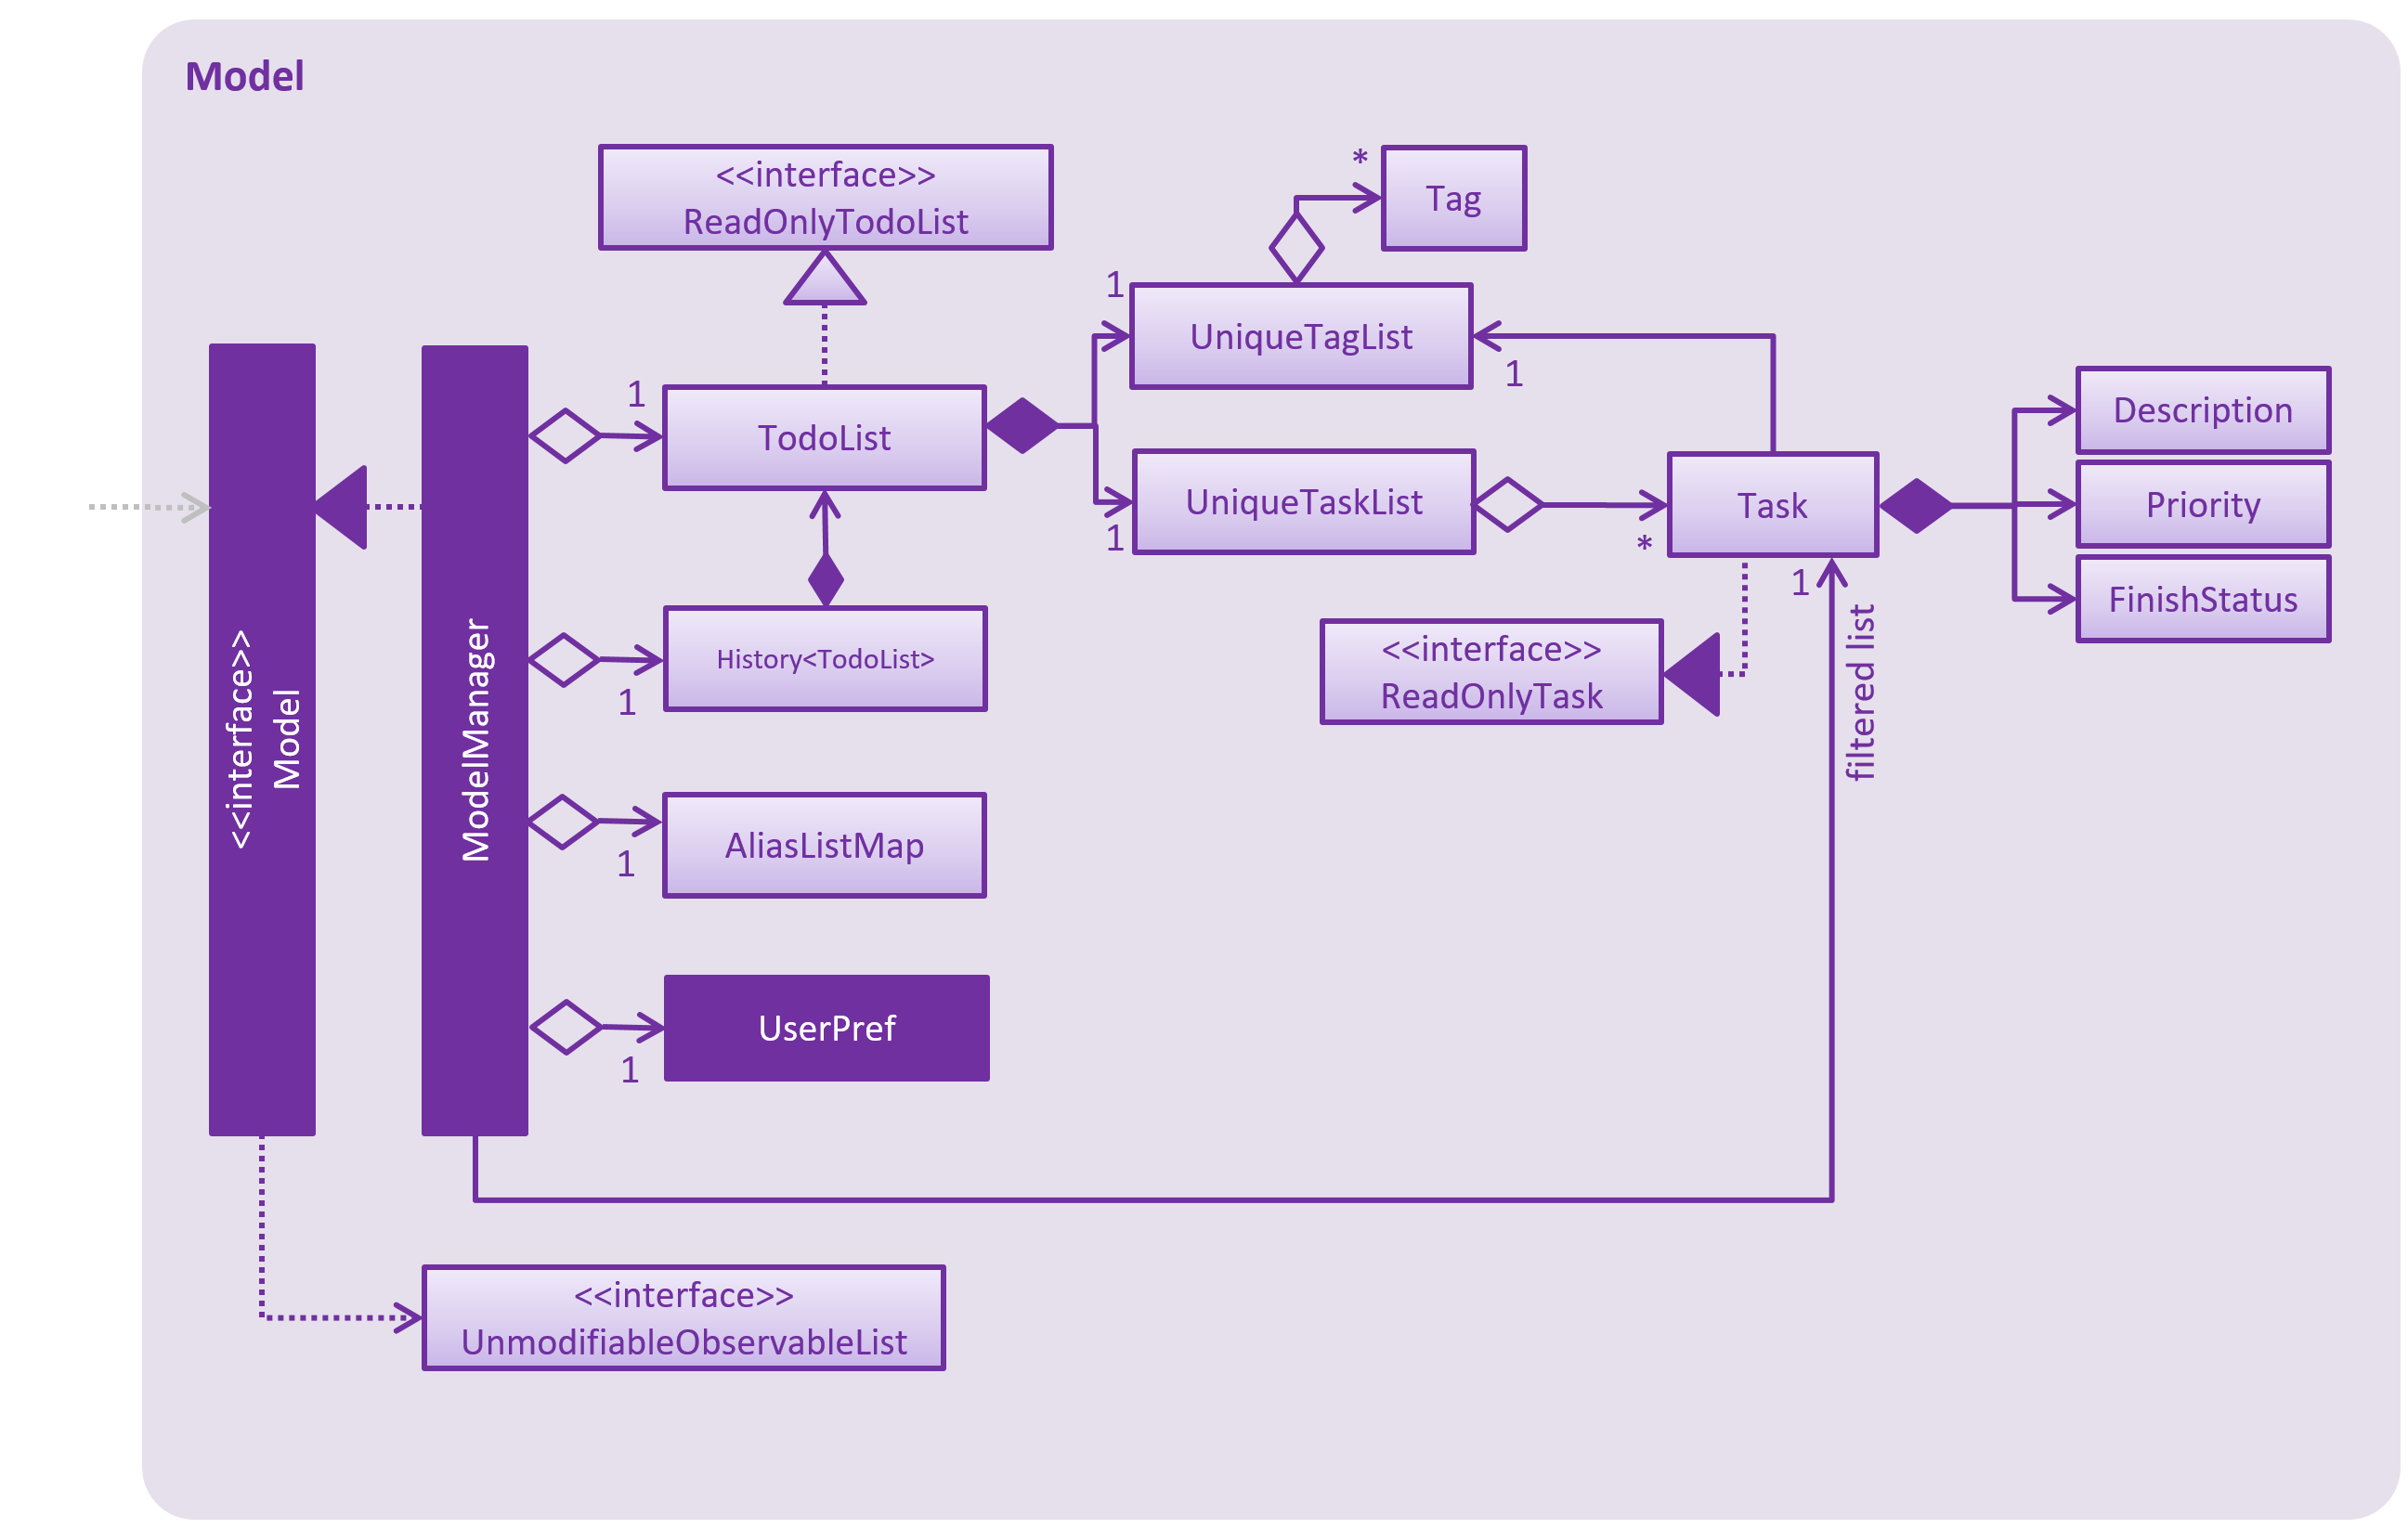 Model
<<interface>>
ReadOnlyTodoList
*
Tag
1
UniqueTagList
1
1
TodoList
Description
UniqueTaskList
1
Task
*
1
Priority
FinishStatus
<<interface>>
Model
ModelManager
History<TodoList>
1
<<interface>>
ReadOnlyTask
filtered list
AliasListMap
1
UserPref
1
<<interface>>
UnmodifiableObservableList